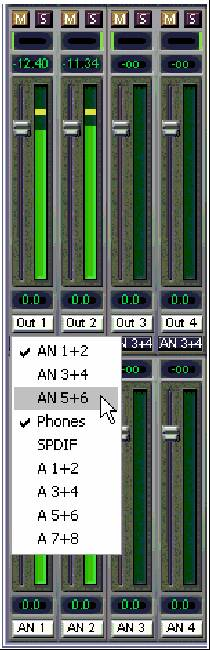 M S M S M S M S
-12.40 -11.34 -oo -oo
0.0 0.0 0.0 0.0
Out 1 Out 2 Out 3 Out 4
AN 1+2 N 3+4 AN 3+4
-oo -oo
AN 3+4
AN 5+6
Phones
SPDIF
A 1+2
A 3+4
A 5+6
A 7+8
0.0 0.0 0.0 0.0
AN 1 AN 2 AN 3 AN 4